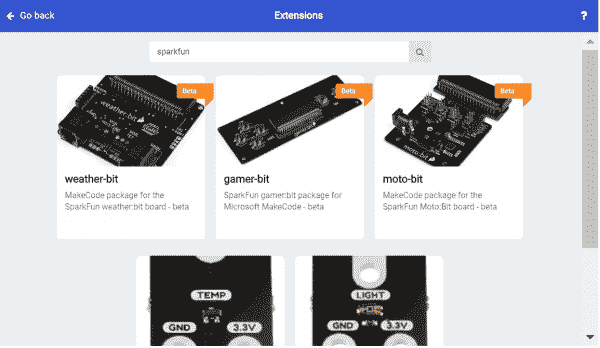 Go back
Extensions
?
sparkfun
Beta
Beta
Beta
weather:bit
weather-bit
MakeCode package for the
SparkFun weather:bit board - beta
gamer-bit
SparkFun gamer:bit package for
Microsoft MakeCode - beta
moto-bit
MakeCode package for the
SparkFun Moto:Bit board - beta
TEMP
GND
3.3V
LIGHT
GND
3.3V